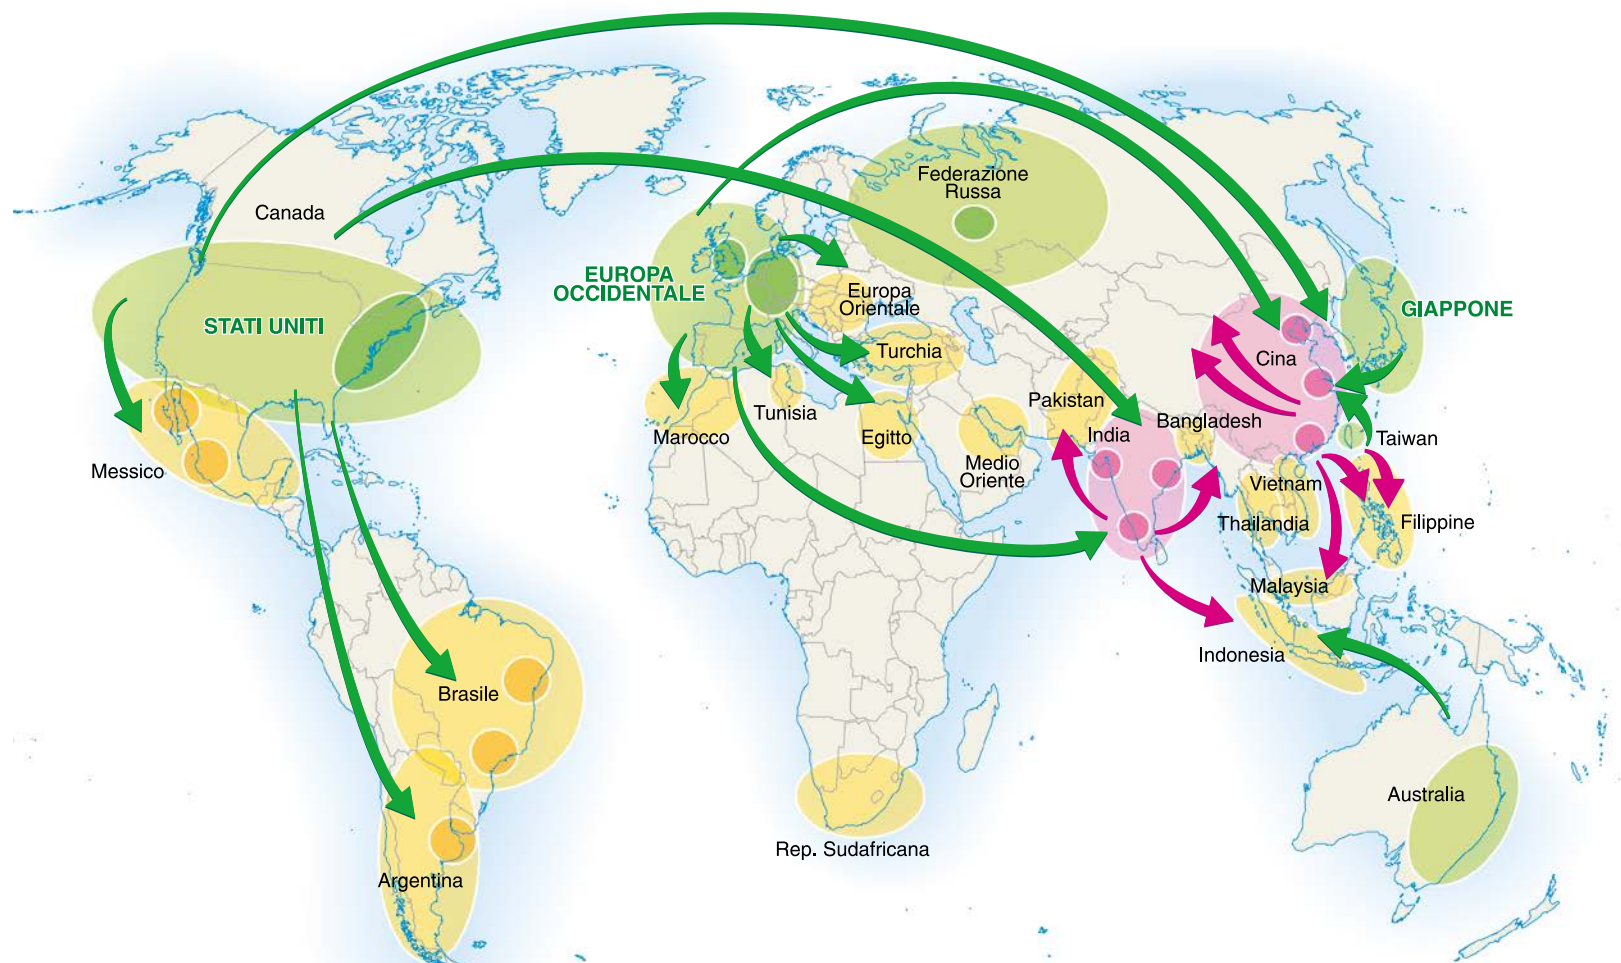 Federazione
Russa
Canada
EUROPA
OCCIDENTALE
STATI UNITI
Europa
Orientale
GIAPPONE
Turchia
Cina
Pakistan
Tunisia
Bangladesh
Marocco
Egitto
India
Taiwan
Messico
Medio
Oriente
Vietnam
Thailandia
Filippine
Malaysia
Indonesia
Brasile
Australia
Rep. Sudafricana
Argentina